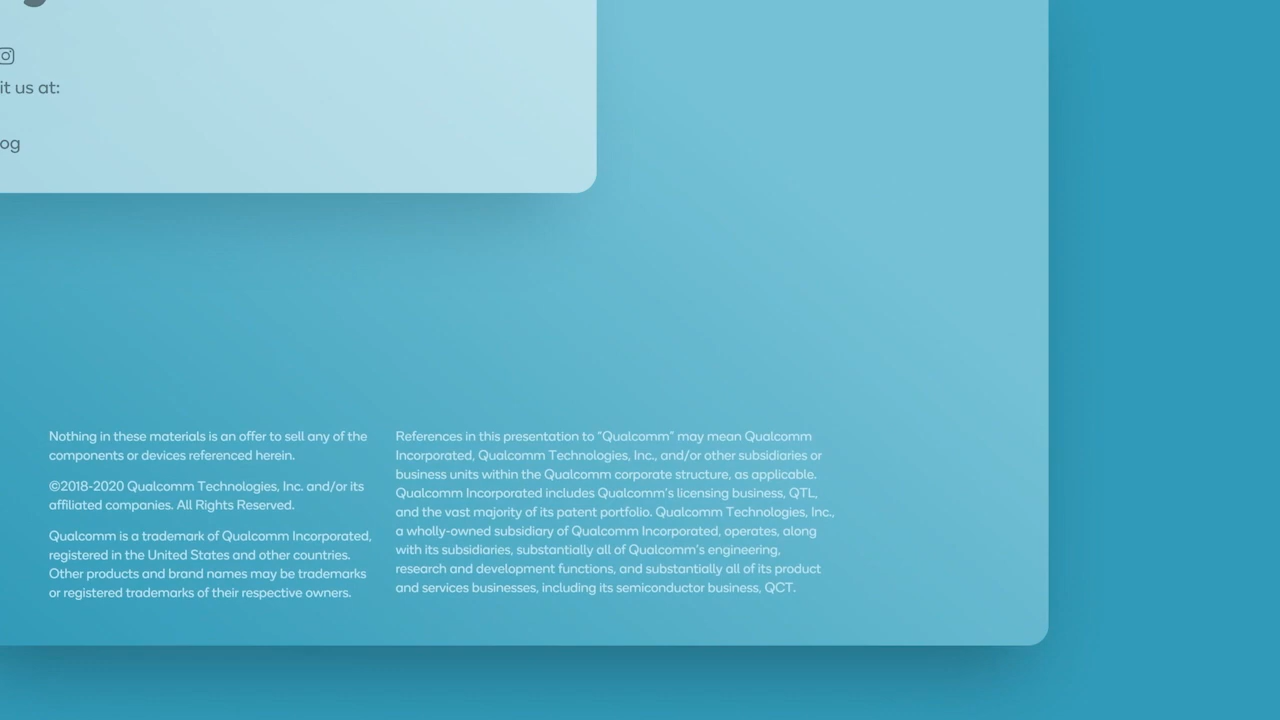 it us at:
og
Nothing in these materials is an offer to sell any of the
components or devices referenced herein.
©2018-2020 Qualcomm Technologies, Inc. and/or its
affiliated companies. All Rights Reserved.
Qualcomm is a trademark of Qualcomm Incorporated,
registered in the United States and other countries.
Other products and brand names may be trademarks
or registered trademarks of their respective owners.
References in this presentation to "Qualcomm" may mean Qualcomm
Incorporated, Qualcomm Technologies, Inc., and/or other subsidiaries or
business units within the Qualcomm corporate structure, as applicable.
Qualcomm Incorporated includes Qualcomm's licensing business, QTL,
and the vast majority of its patent portfolio. Qualcomm Technologies, Inc.,
a wholly-owned subsidiary of Qualcomm Incorporated, operates, along
with its subsidiaries, substantially all of Qualcomm's engineering,
research and development functions, and substantially all of its product
and services businesses, including its semiconductor business, QCT.